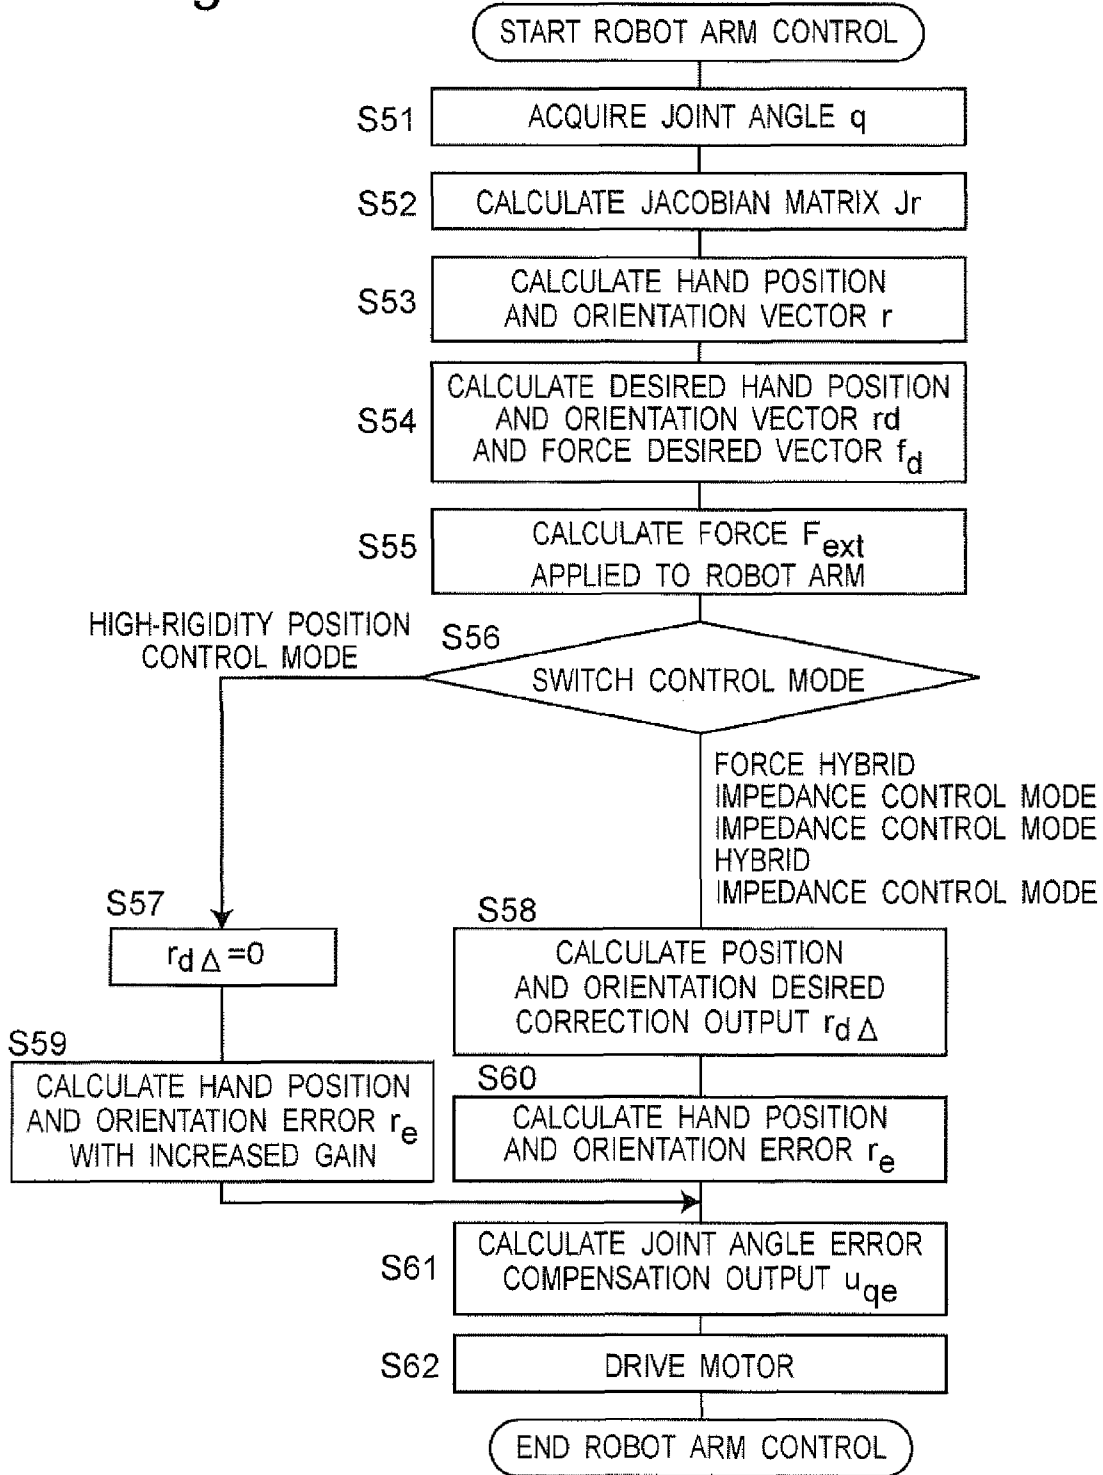 START ROBOT ARM CONTROL
S51
ACQUIRE JOINT ANGLE q
S52
CALCULATE JACOBIAN MATRIX Jr
S53
CALCULATE HAND POSITION
AND ORIENTATION VECTOR r
S54
CALCULATE DESIRED HAND POSITION
AND ORIENTATION VECTOR rd
AND FORCE DESIRED VECTOR fd
S55
CALCULATE FORCE Fext
APPLIED TO ROBOT ARM
HIGH-RIGIDITY POSITION
CONTROL MODE
S56
SWITCH CONTROL MODE
FORCE HYBRID
IMPEDANCE CONTROL MODE
IMPEDANCE CONTROL MODE
HYBRID
IMPEDANCE CONTROL MODE
S57
rdΔ=0
S58
CALCULATE POSITION
AND ORIENTATION DESIRED
CORRECTION OUTPUT rdΔ
S59
CALCULATE HAND POSITION
AND ORIENTATION ERROR re
WITH INCREASED GAIN
S60
CALCULATE HAND POSITION
AND ORIENTATION ERROR re
S61
CALCULATE JOINT ANGLE ERROR
COMPENSATION OUTPUT uqe
S62
DRIVE MOTOR
END ROBOT ARM CONTROL